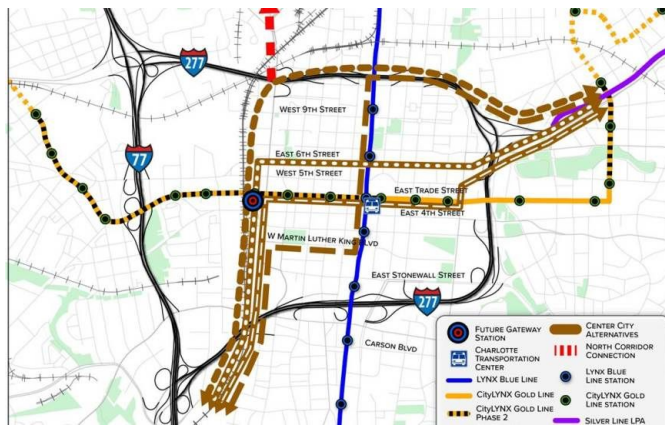 277
WEST 9TH STREET
77
EAST 6TH STREET
WEST 5TH STREET
EAST TRADE STREET
EAST 4TH STREET
W MARTIN LUTHER KING BLVD
EAST STONEWALL STREET
277
CARSON BLVD
FUTURE GATEWAY
STATION
CHARLOTTE
TRANSPORTATION
CENTER
LYNX BLUE LINE
CITYLYNX GOLD LINE
CITYLYNX GOLD LINE
PHASE 2
CENTER CITY
ALTERNATIVES
NORTH CORRIDOR
CONNECTION
LYNX BLUE
LINE STATION
CITYLYNX GOLD
LINE STATION
SILVER LINE LPA